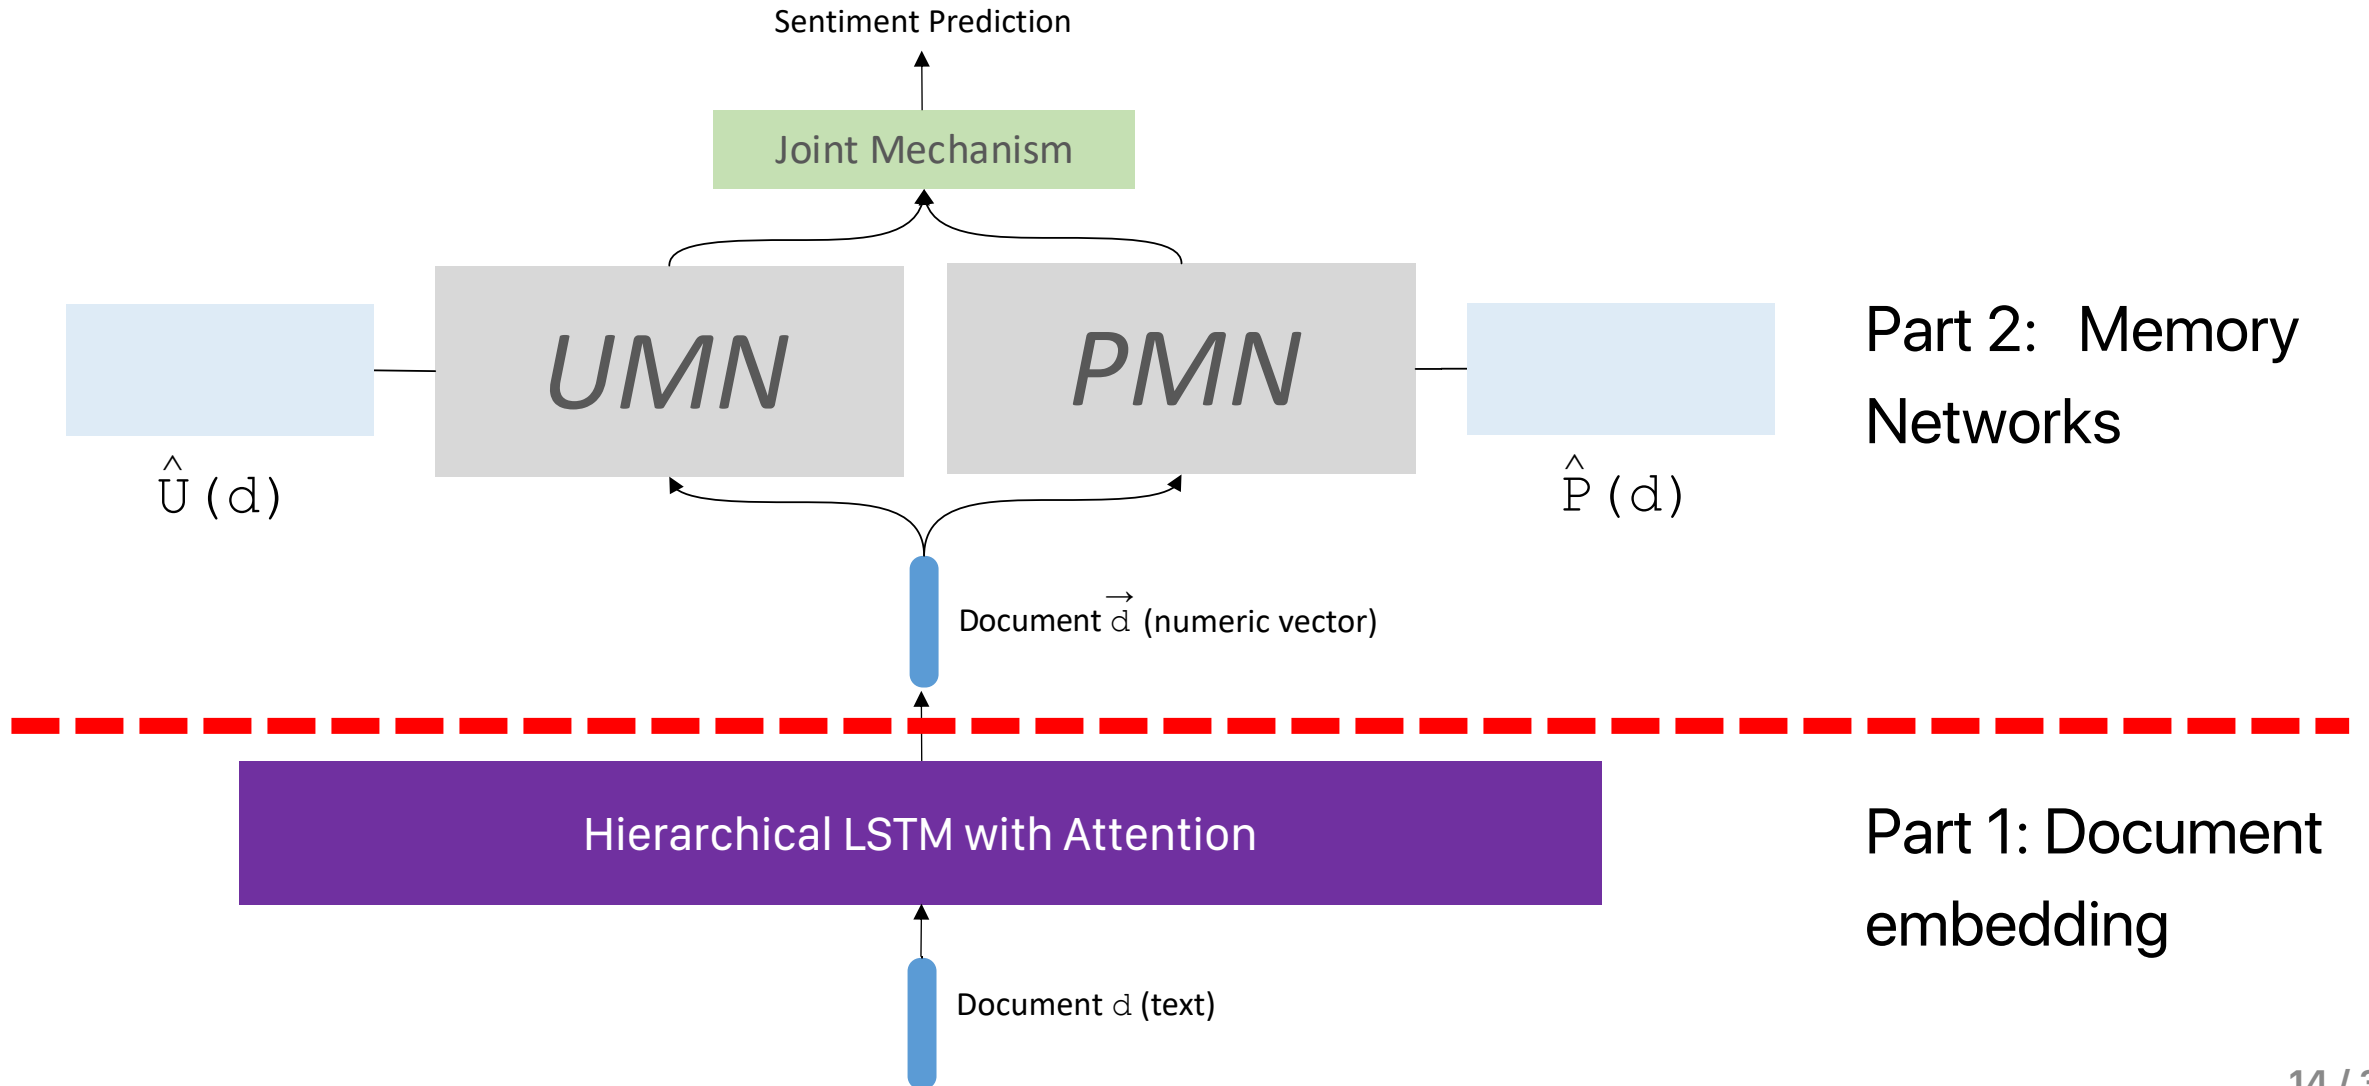 Sentiment Prediction
Joint Mechanism
UMN
PMN
Û(d)
P̂(d)
Part 2: Memory
Networks
Document d⃗ (numeric vector)
Hierarchical LSTM with Attention
Part 1: Document
embedding
Document d (text)
14 /